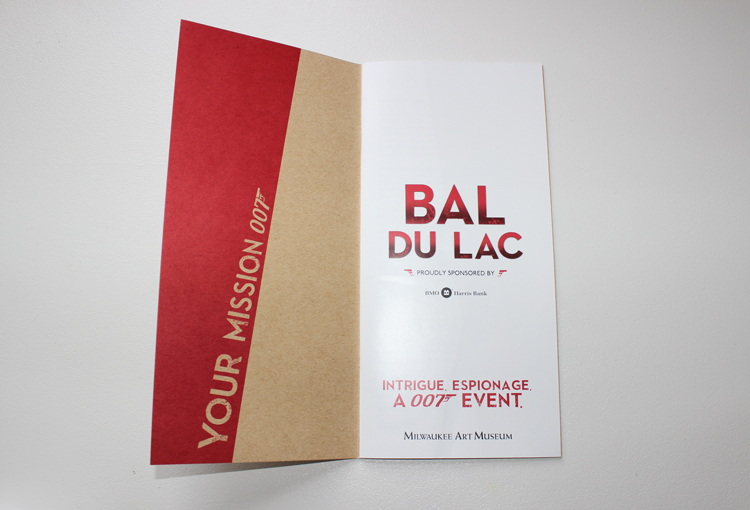 YOUR MISSION 007
BAL
DU LAC
PROUDLY SPONSORED BY
BMO Harris Bank
INTRIGUE. ESPIONAGE.
A 007 EVENT.
MILWAUKEE ART MUSEUM